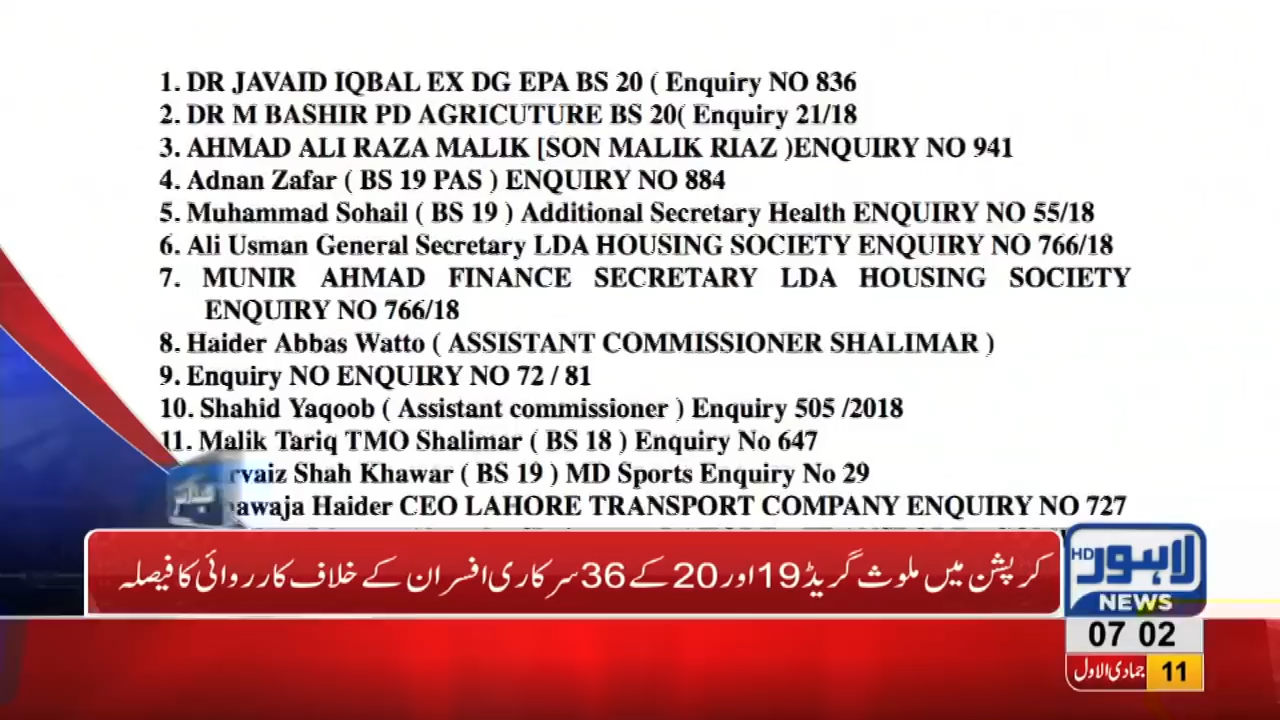 1. DR JAVAID IQBAL EX DG EPA BS 20 ( Enquiry NO 836
2. DR M BASHIR PD AGRICUTURE BS 20( Enquiry 21/18
3. AHMAD ALI RAZA MALIK [SON MALIK RIAZ )ENQUIRY NO 941
4. Adnan Zafar ( BS 19 PAS ) ENQUIRY NO 884
5. Muhammad Sohail ( BS 19 ) Additional Secretary Health ENQUIRY NO 55/18
6. Ali Usman General Secretary LDA HOUSING SOCIETY ENQUIRY NO 766/18
7. MUNIR AHMAD FINANCE SECRETARY LDA HOUSING SOCIETY
ENQUIRY NO 766/18
8. Haider Abbas Watto ( ASSISTANT COMMISSIONER SHALIMAR )
9. Enquiry NO ENQUIRY NO 72 / 81
10. Shahid Yaqoob ( Assistant commissioner ) Enquiry 505 /2018
11. Malik Tariq TMO Shalimar ( BS 18 ) Enquiry No 647
Shah Khawar ( BS 19 ) MD Sports Enquiry No 29
Haider CEO LAHORE TRANSPORT COMPANY ENQUIRY NO 727
کرپشن میں ملوث گریڈ 19 اور 20 کے 36 سرکاری افسران کے خلاف کارروائی کا فیصلہ
HD لاہور
NEWS
07 02
11 جمادی الاول